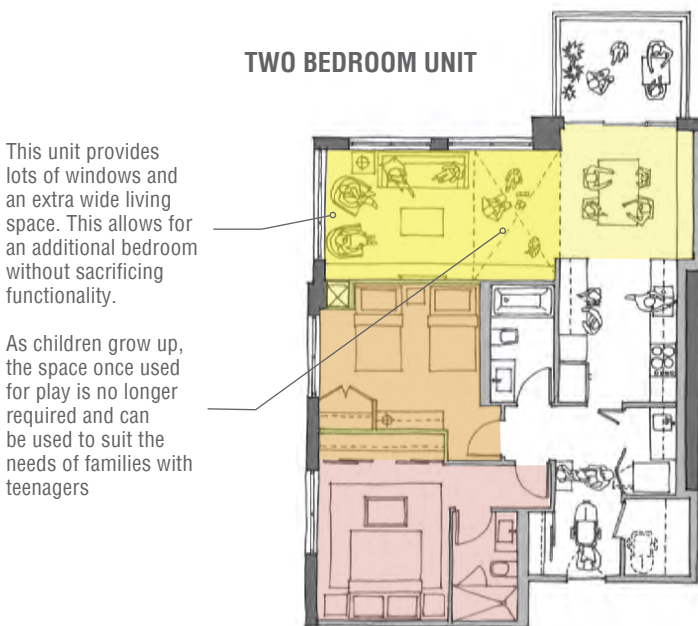 TWO BEDROOM UNIT
This unit provides
lots of windows and
an extra wide living
space. This allows for
an additional bedroom
without sacrificing
functionality.
As children grow up,
the space once used
for play is no longer
required and can
be used to suit the
needs of families with
teenagers